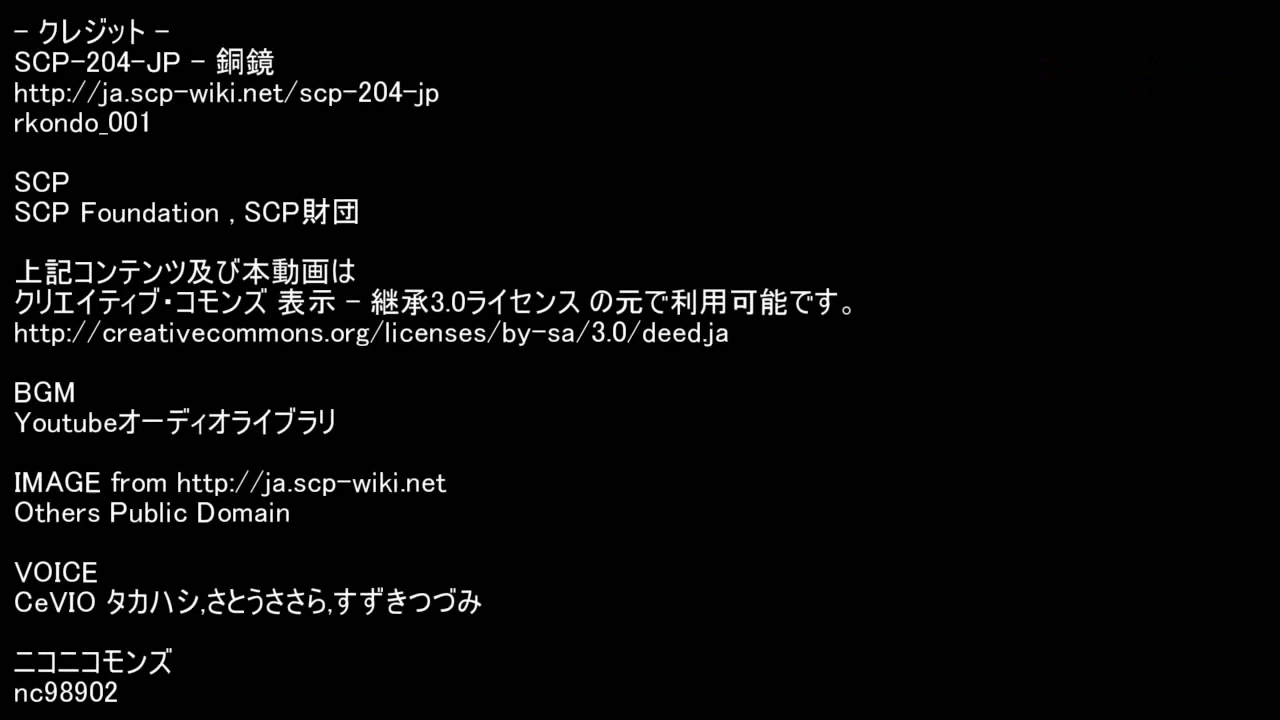 - クレジット -
SCP-204-JP - 銅鏡
http://ja.scp-wiki.net/scp-204-jp
rkondo_001
SCP
SCP Foundation , SCP財団
上記コンテンツ及び本動画は
クリエイティブ・コモンズ 表示 - 継承3.0ライセンス の元で利用可能です。
http://creativecommons.org/licenses/by-sa/3.0/deed.ja
BGM
Youtubeオーディオライブラリ
IMAGE from http://ja.scp-wiki.net
Others Public Domain
VOICE
CeVIO タカハシ,さとうささら,すずきつづみ
ニコニコモンズ
nc98902